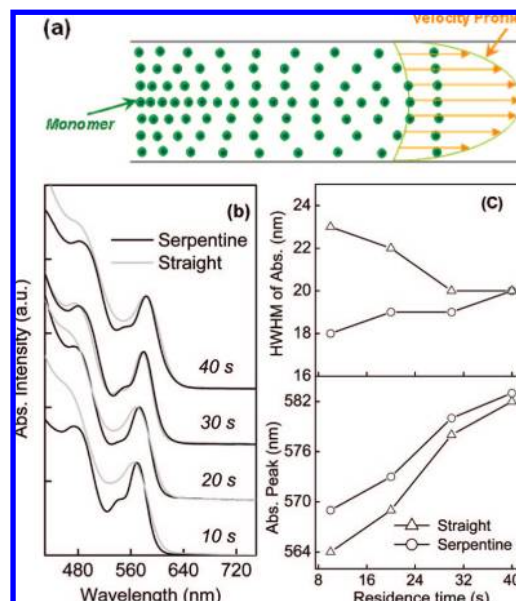 (a)
Velocity Profile
Monomer
(b)
Serpentine
Straight
40 s
30 s
20 s
10 s
Abs. Intensity (a.u.)
480 560 640 720
Wavelength (nm)
(C)
HWHM of Abs. (nm)
24
22
20
18
16
Abs. Peak (nm)
582
576
570
564
Straight
Serpentine
8 16 24 32 40
Residence time (s)